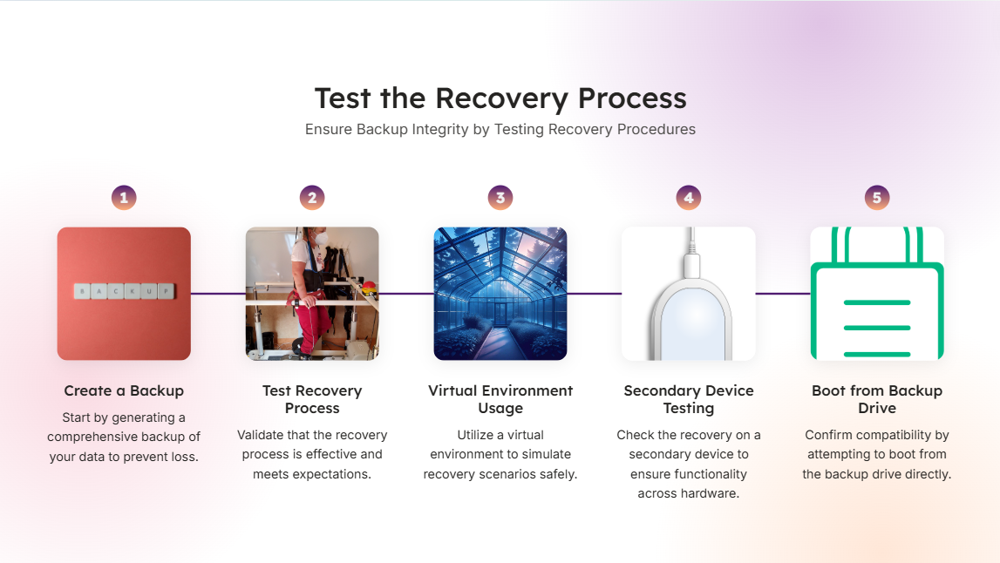 Test the Recovery Process
Ensure Backup Integrity by Testing Recovery Procedures
1
2
3
4
5
BACKUP
Create a Backup
Start by generating a
comprehensive backup of
your data to prevent loss.
Test Recovery
Process
Validate that the recovery
process is effective and
meets expectations.
Virtual Environment
Usage
Utilize a virtual
environment to simulate
recovery scenarios safely.
Secondary Device
Testing
Check the recovery on a
secondary device to
ensure functionality
across hardware.
Boot from Backup
Drive
Confirm compatibility by
attempting to boot from
the backup drive directly.